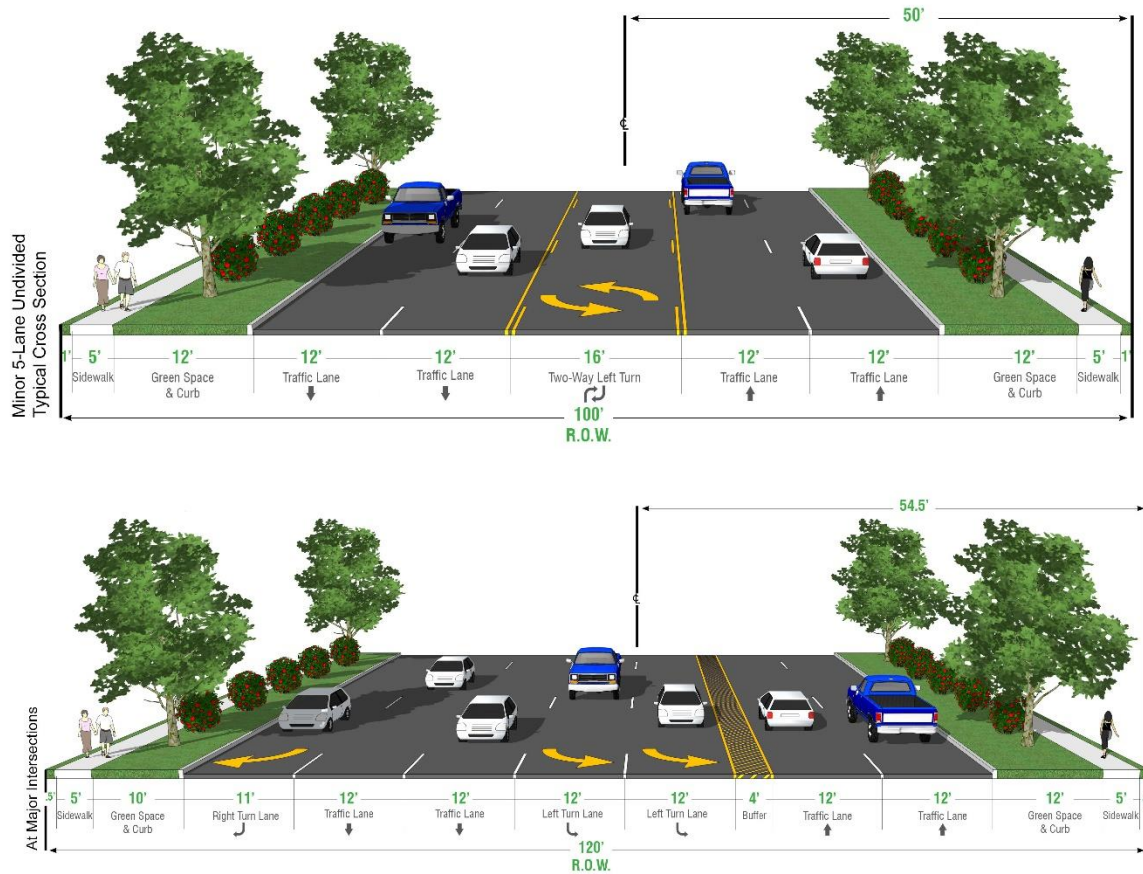 50'
Minor 5-Lane Undivided
Typical Cross Section
℄
1' 5' 12' 12' 12' 16' 12' 12' 12' 5' 1'
Sidewalk Green Space & Curb Traffic Lane Traffic Lane Two-Way Left Turn Traffic Lane Traffic Lane Green Space & Curb Sidewalk
100'
R.O.W.
54.5'
℄
At Major Intersections
.5' 5' 10' 11' 12' 12' 12' 12' 4' 12' 12' 12' 5'
Sidewalk Green Space & Curb Right Turn Lane Traffic Lane Traffic Lane Left Turn Lane Left Turn Lane Buffer Traffic Lane Traffic Lane Green Space & Curb Sidewalk
120'
R.O.W.